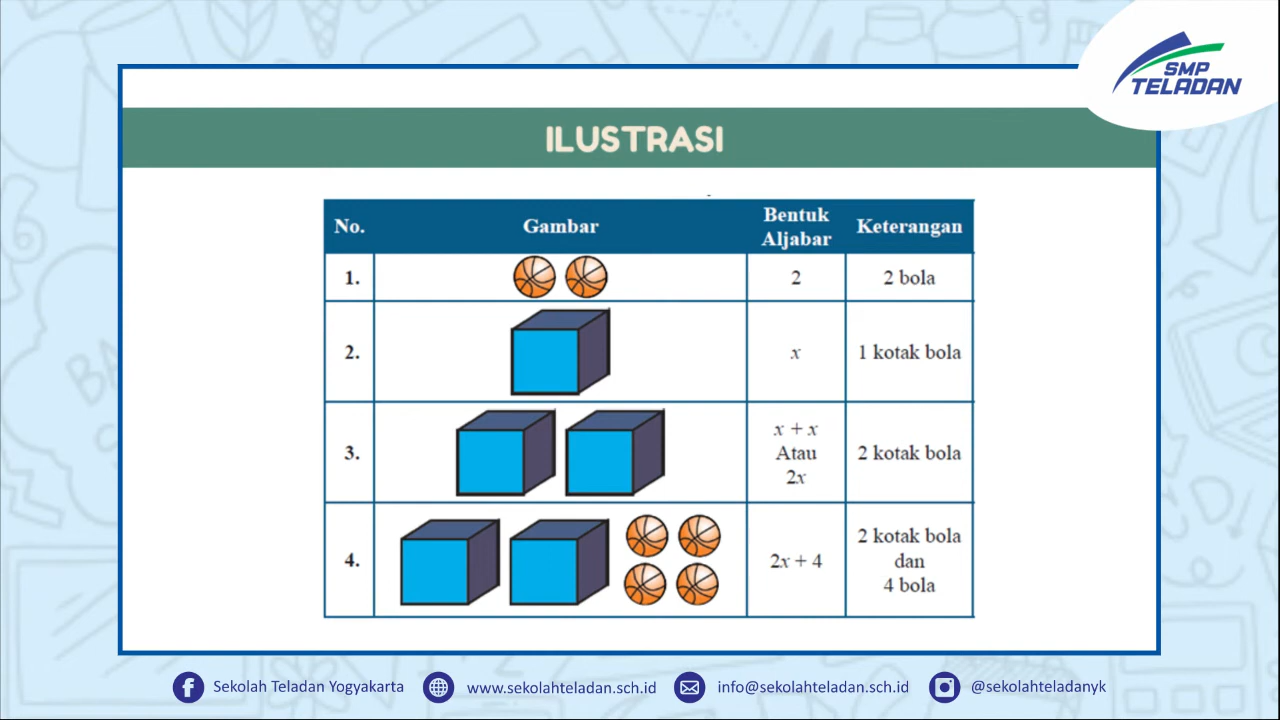 SMP
TELADAN
ILUSTRASI
No.
Gambar
Bentuk
Aljabar
Keterangan
1.
2
2 bola
2.
x
1 kotak bola
3.
x + x
Atau
2x
2 kotak bola
4.
2x + 4
2 kotak bola
dan
4 bola
Sekolah Teladan Yogyakarta
www.sekolahteladan.sch.id
info@sekolahteladan.sch.id
@sekolahteladanyk